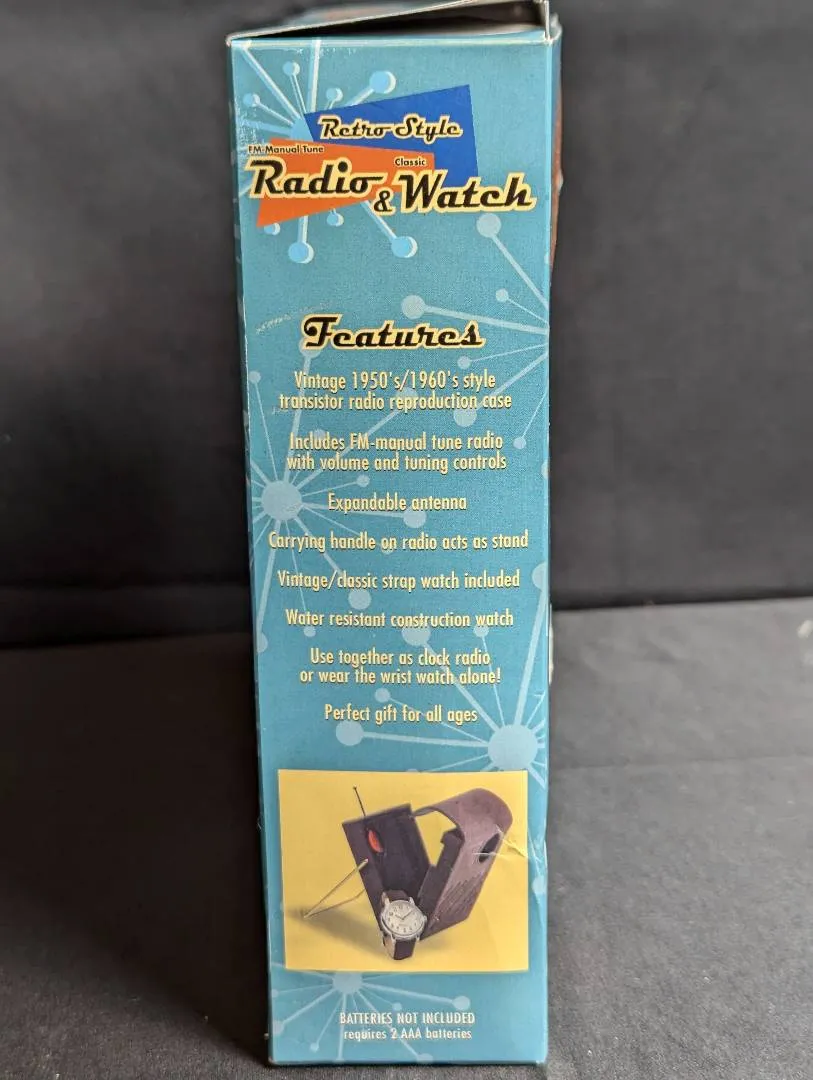 Retro-Style
FM-Manual Tune
Classic
Radio & Watch
Features
Vintage 1950's/1960's style
transistor radio reproduction case
Includes FM-manual tune radio
with volume and tuning controls
Expandable antenna
Carrying handle on radio acts as stand
Vintage/classic strap watch included
Water resistant construction watch
Use together as clock radio
or wear the wrist watch alone!
Perfect gift for all ages
BATTERIES NOT INCLUDED
requires 2 AAA batteries